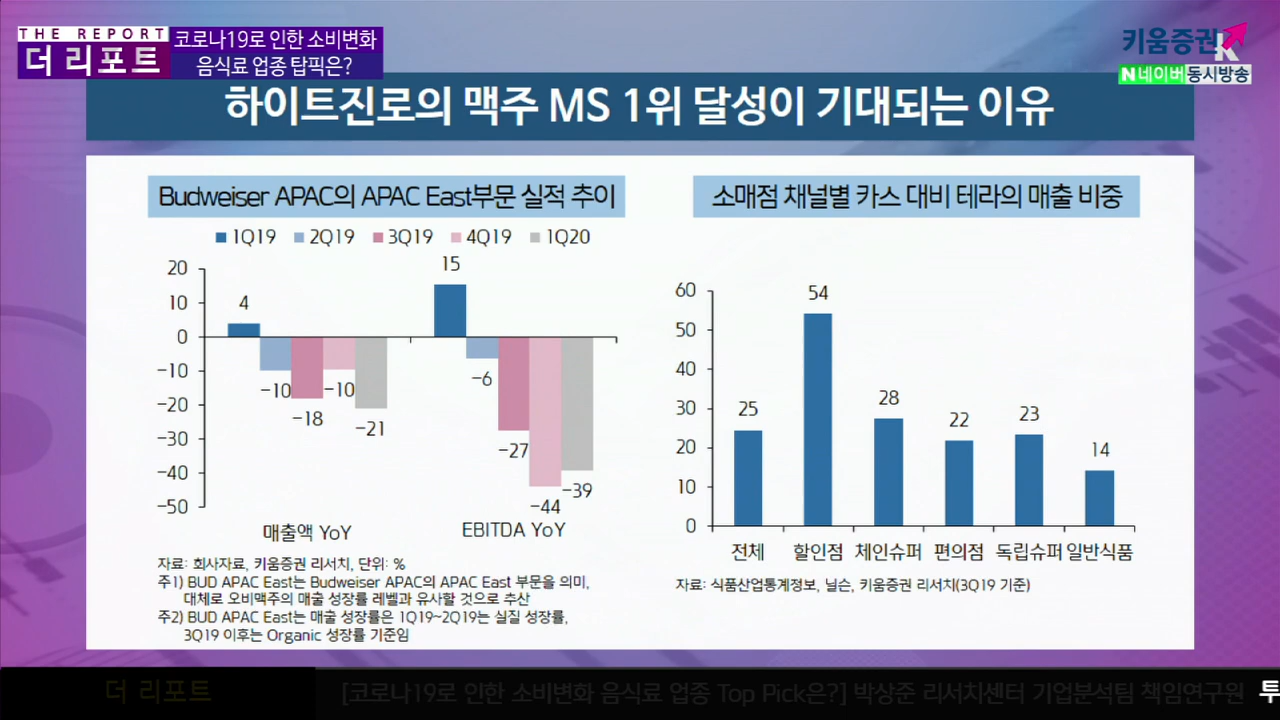 THE REPORT
더 리포트
코로나19로 인한 소비변화
음식료 업종 탑픽은?
키움증권
K
N 네이버 동시방송
하이트진로의 맥주 MS 1위 달성이 기대되는 이유
Budweiser APAC의 APAC East부문 실적 추이
1Q19 2Q19 3Q19 4Q19 1Q20
20
10
0
−10
−20
−30
−40
−50
4
−10
−18
−10
−21
15
−6
−27
−44
−39
매출액 YoY
EBITDA YoY
자료: 회사자료, 키움증권 리서치, 단위: %
주1) BUD APAC East는 Budweiser APAC의 APAC East 부문을 의미,
대체로 오비맥주의 매출 성장률 레벨과 유사할 것으로 추산
주2) BUD APAC East는 매출 성장률은 1Q19~2Q19는 실질 성장률,
3Q19 이후는 Organic 성장률 기준임
소매점 채널별 카스 대비 테라의 매출 비중
60
50
40
30
20
10
0
25
54
28
22
23
14
전체 할인점 체인슈퍼 편의점 독립슈퍼 일반식품
자료: 식품산업통계정보, 닐슨, 키움증권 리서치(3Q19 기준)
더 리포트
[코로나19로 인한 소비변화 음식료 업종 Top Pick은?] 박상준 리서치센터 기업분석팀 책임연구원
투